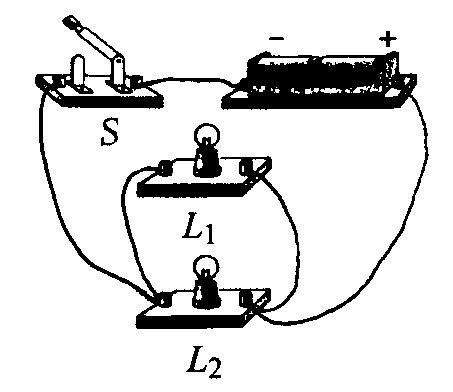 - +
S
L₁
L₂